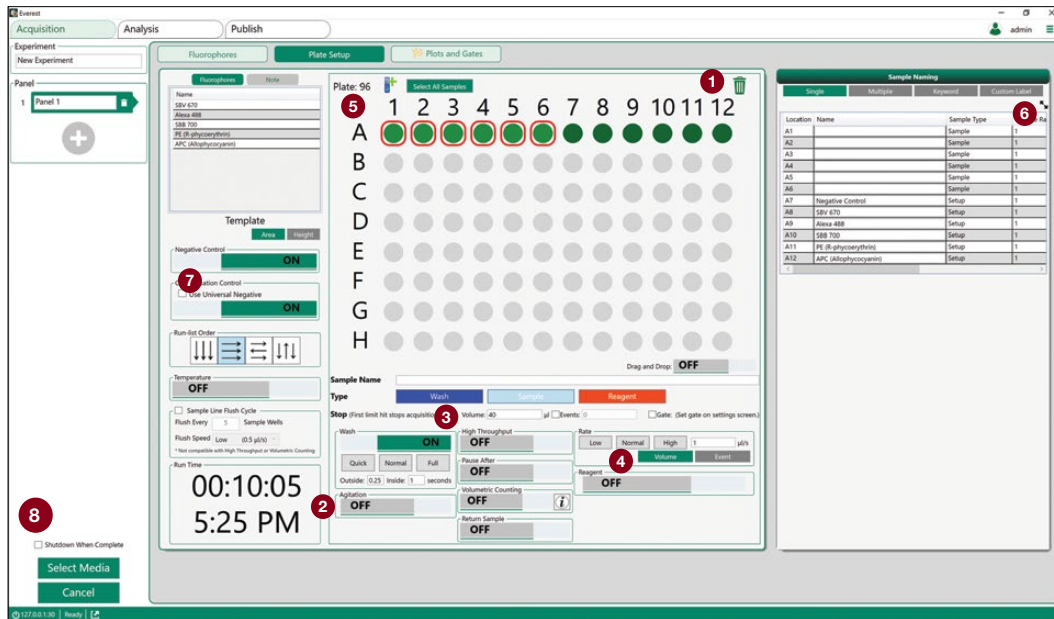 Everest
Acquisition
Analysis
Publish
admin
Experiment
New Experiment
Panel
1 Panel 1
Fluorophores
Plate Setup
Plots and Gates
Fluorophores
Note
Name
SBV 670
Alexa 488
SBB 700
PE (R-phycoerythrin)
APC (Allophycocyanin)
Template
Area
Height
Negative Control
ON
7
Use Universal Negative
ON
Run-list Order
Temperature
OFF
Sample Line Flush Cycle
Flush Every 5 Sample Wells
Flush Speed Low (0.5 µl/s)
* Not compatible with High Throughput or Volumetric Counting
Run Time
00:10:05
5:25 PM
8
Shutdown When Complete
Select Media
Cancel
Plate: 96
Select All Samples
1
5
1 2 3 4 5 6 7 8 9 10 11 12
A
B
C
D
E
F
G
H
Drag and Drop: OFF
Sample Name
Type
Wash
Sample
Reagent
Stop (First limit hit stops acquisition
3
Volume: 40 µl
Events: 0
Gate: (Set gate on settings screen.)
Wash
ON
Quick
Normal
Full
Outside: 0.25 Inside: 1 seconds
2
Agitation
OFF
High Throughput
OFF
Pause After
OFF
Volumetric Counting
OFF
i
Return Sample
OFF
Rate
Low
Normal
High
1 µl/s
4
Volume
Event
Reagent
OFF
Sample Naming
Single
Multiple
Keyword
Custom Label
6
Location Name Sample Type
A1 Sample 1
A2 Sample 1
A3 Sample 1
A4 Sample 1
A5 Sample 1
A6 Sample 1
A7 Negative Control Setup 1
A8 SBV 670 Setup 1
A9 Alexa 488 Setup 1
A10 SBB 700 Setup 1
A11 PE (R-phycoerythrin) Setup 1
A12 APC (Allophycocyanin) Setup 1
127.0.0.1:30 Ready